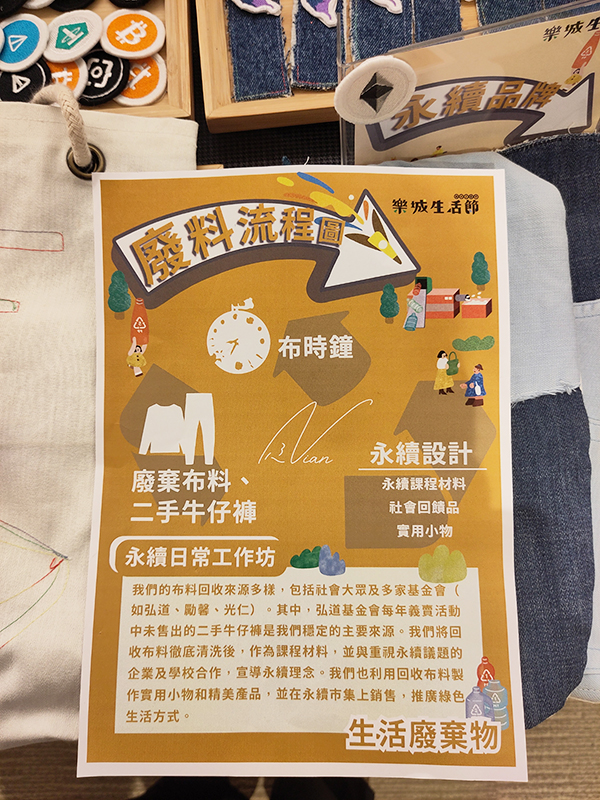 樂城生活
永續品牌
樂城生活節
廢料流程圖
布時鐘
Vian
永續設計
永續課程材料
社會回饋品
實用小物
廢棄布料、
二手牛仔褲
永續日常工作坊
我們的布料回收來源多樣，包括社會大眾及多家基金會（
如弘道、勵馨、光仁）。其中，弘道基金會每年義賣活動
中未售出的二手牛仔褲是我們穩定的主要來源。我們將回
收布料徹底清洗後，作為課程材料，並與重視永續議題的
企業及學校合作，宣導永續理念。我們也利用回收布料製
作實用小物和精美產品，並在永續市集上銷售，推廣綠色
生活方式。
生活廢棄物